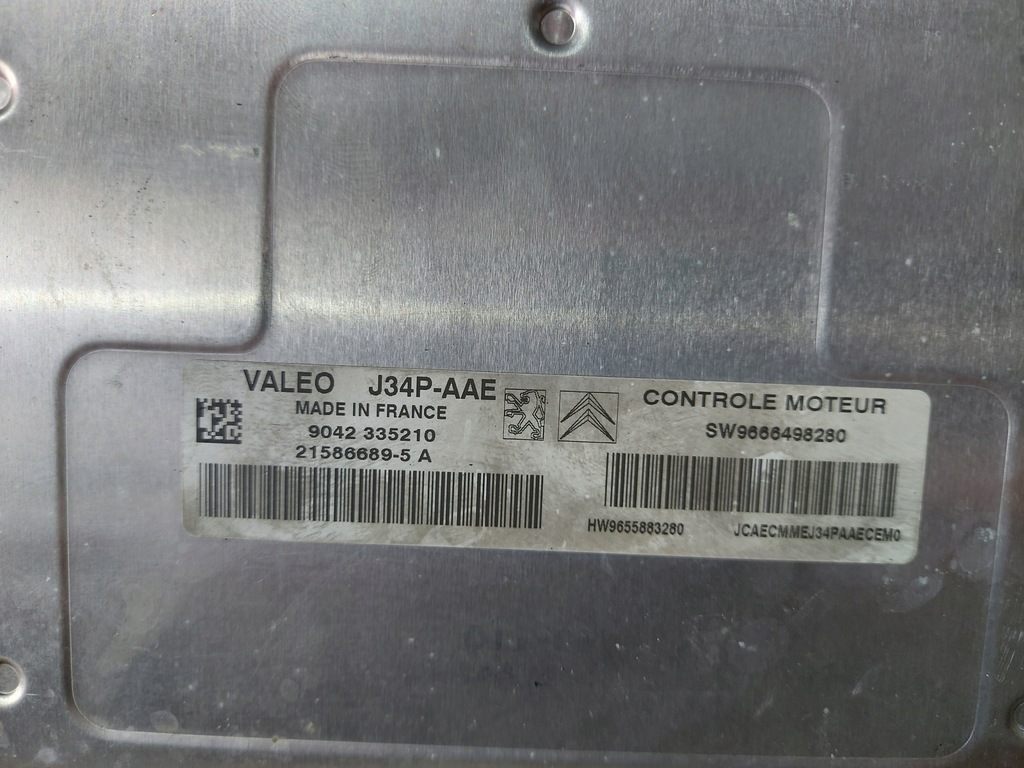 VALEO J34P-AAE
MADE IN FRANCE
9042 335210
21586689-5 A
CONTROLE MOTEUR
SW9666498280
HW9655883280 JCAECMMEJ34PAAECEM0